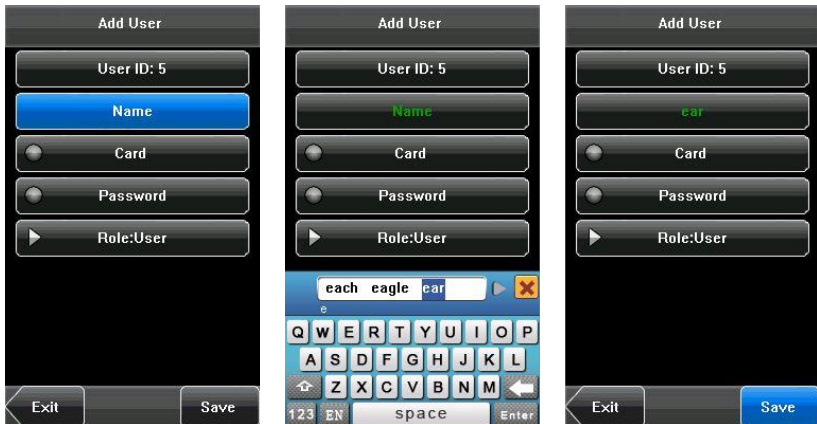 Add User
User ID: 5
Name
Card
Password
Role:User
Exit
Save
Add User
User ID: 5
Name
Card
Password
Role:User
each eagle ear
e
Q W E R T Y U I O P
A S D F G H J K L
Z X C V B N M
123 EN space Enter
Add User
User ID: 5
ear
Card
Password
Role:User
Exit
Save